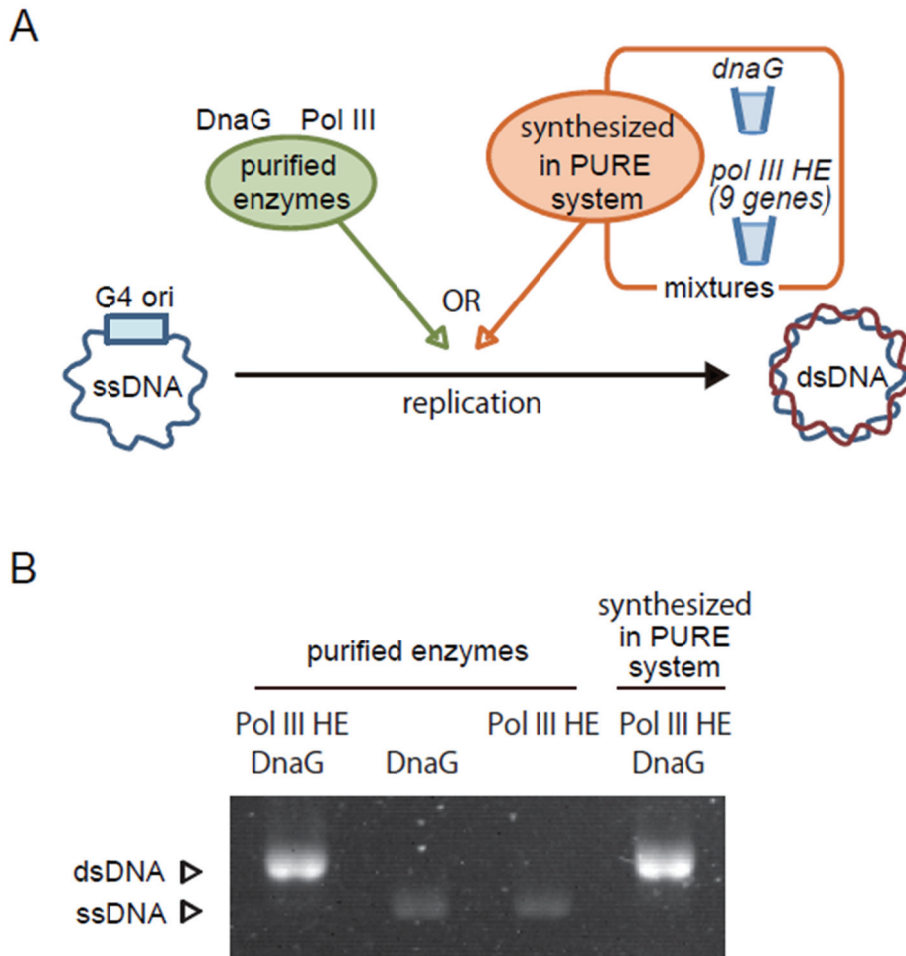 A
DnaG Pol III
purified
enzymes
synthesized
in PURE
system
dnaG
pol III HE
(9 genes)
mixtures
G4 ori
ssDNA
OR
replication
dsDNA
B
purified enzymes
synthesized
in PURE
system
Pol III HE
DnaG
DnaG
Pol III HE
Pol III HE
DnaG
dsDNA
ssDNA